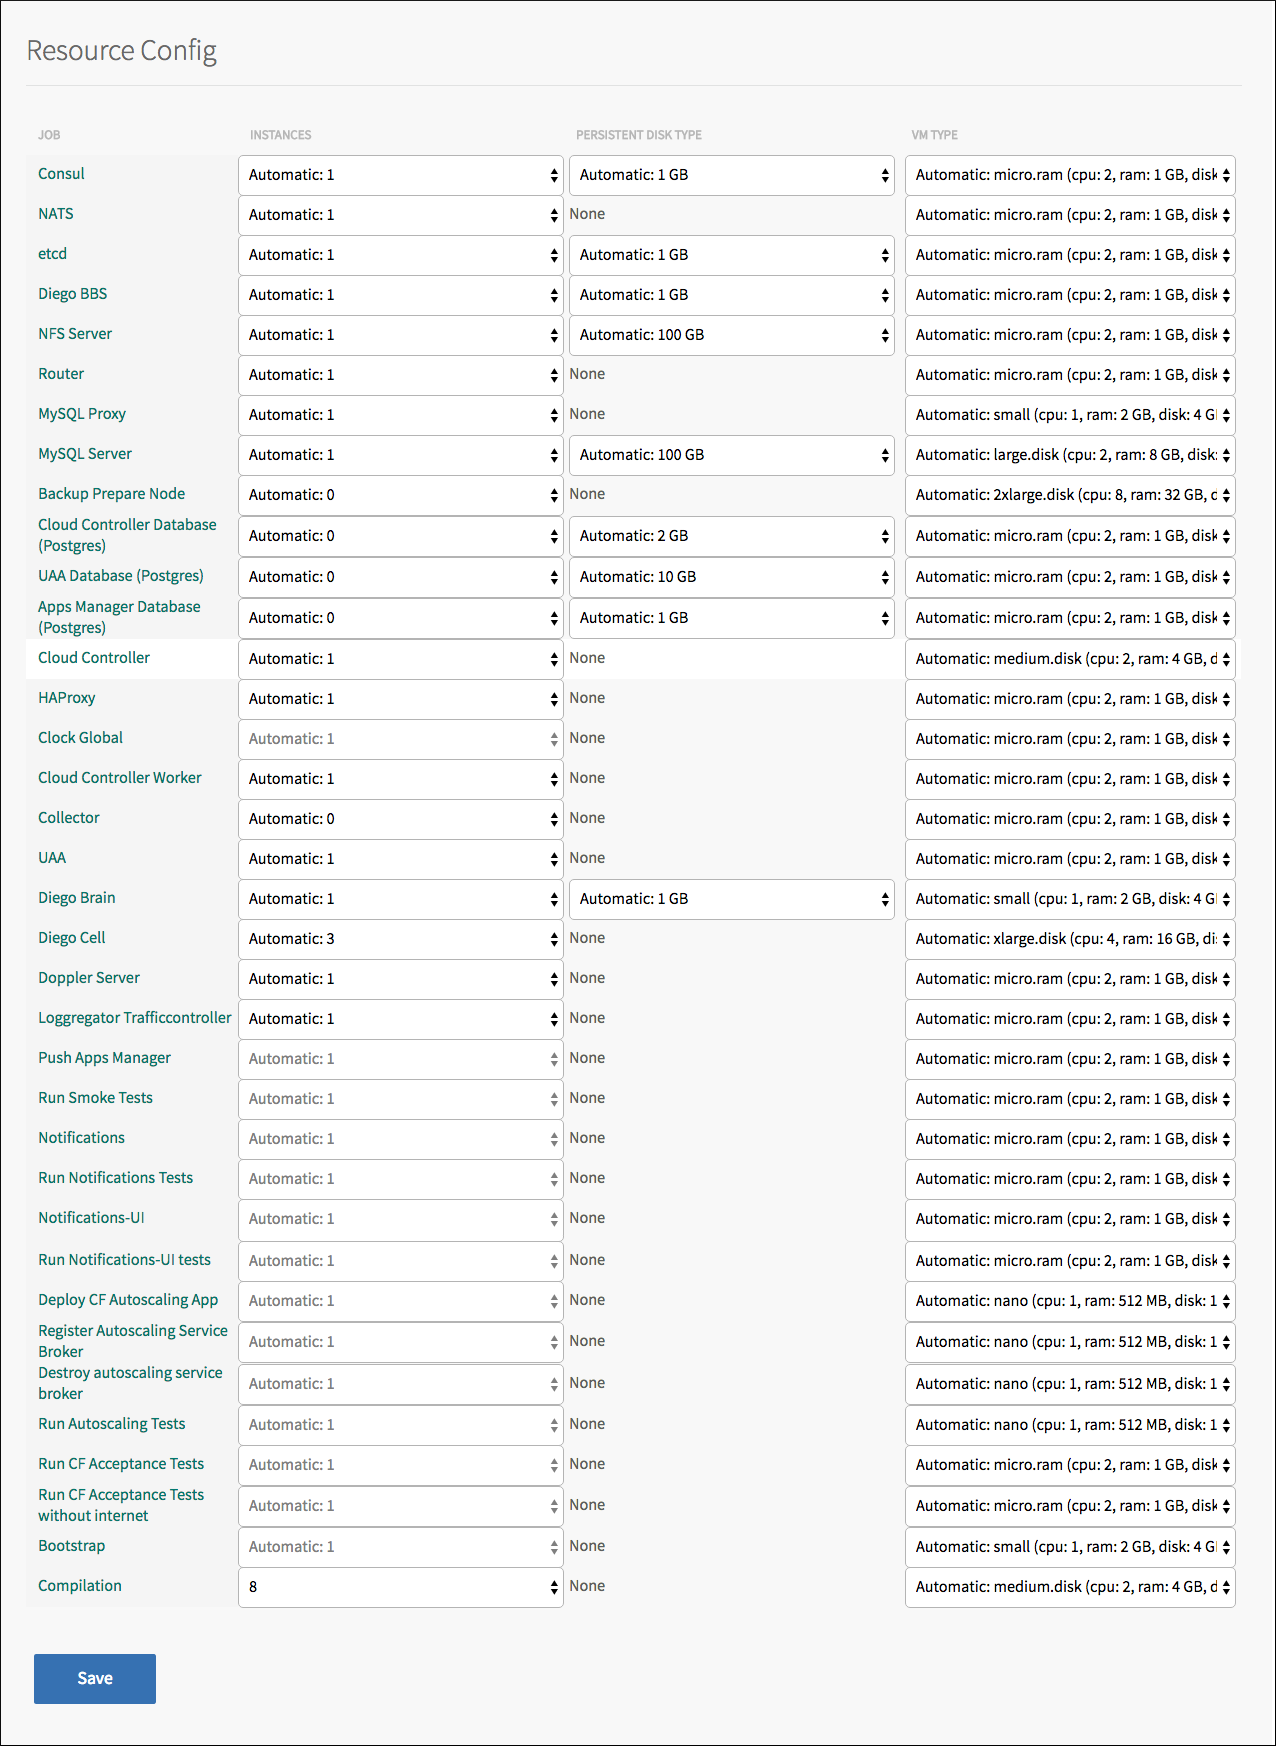 Resource Config
JOB INSTANCES PERSISTENT DISK TYPE VM TYPE
Consul Automatic: 1 Automatic: 1 GB Automatic: micro.ram (cpu: 2, ram: 1 GB, disk
NATS Automatic: 1 None Automatic: micro.ram (cpu: 2, ram: 1 GB, disk
etcd Automatic: 1 Automatic: 1 GB Automatic: micro.ram (cpu: 2, ram: 1 GB, disk
Diego BBS Automatic: 1 Automatic: 1 GB Automatic: micro.ram (cpu: 2, ram: 1 GB, disk
NFS Server Automatic: 1 Automatic: 100 GB Automatic: micro.ram (cpu: 2, ram: 1 GB, disk
Router Automatic: 1 None Automatic: micro.ram (cpu: 2, ram: 1 GB, disk
MySQL Proxy Automatic: 1 None Automatic: small (cpu: 1, ram: 2 GB, disk: 4 G
MySQL Server Automatic: 1 Automatic: 100 GB Automatic: large.disk (cpu: 2, ram: 8 GB, disk:
Backup Prepare Node Automatic: 0 None Automatic: 2xlarge.disk (cpu: 8, ram: 32 GB, d
Cloud Controller Database
(Postgres) Automatic: 0 Automatic: 2 GB Automatic: micro.ram (cpu: 2, ram: 1 GB, disk
UAA Database (Postgres) Automatic: 0 Automatic: 10 GB Automatic: micro.ram (cpu: 2, ram: 1 GB, disk
Apps Manager Database
(Postgres) Automatic: 0 Automatic: 1 GB Automatic: micro.ram (cpu: 2, ram: 1 GB, disk
Cloud Controller Automatic: 1 None Automatic: medium.disk (cpu: 2, ram: 4 GB, d
HAProxy Automatic: 1 None Automatic: micro.ram (cpu: 2, ram: 1 GB, disk
Clock Global Automatic: 1 None Automatic: micro.ram (cpu: 2, ram: 1 GB, disk
Cloud Controller Worker Automatic: 1 None Automatic: micro.ram (cpu: 2, ram: 1 GB, disk
Collector Automatic: 0 None Automatic: micro.ram (cpu: 2, ram: 1 GB, disk
UAA Automatic: 1 None Automatic: micro.ram (cpu: 2, ram: 1 GB, disk
Diego Brain Automatic: 1 Automatic: 1 GB Automatic: small (cpu: 1, ram: 2 GB, disk: 4 G
Diego Cell Automatic: 3 None Automatic: xlarge.disk (cpu: 4, ram: 16 GB, di
Doppler Server Automatic: 1 None Automatic: micro.ram (cpu: 2, ram: 1 GB, disk
Loggregator Trafficcontroller Automatic: 1 None Automatic: micro.ram (cpu: 2, ram: 1 GB, disk
Push Apps Manager Automatic: 1 None Automatic: micro.ram (cpu: 2, ram: 1 GB, disk
Run Smoke Tests Automatic: 1 None Automatic: micro.ram (cpu: 2, ram: 1 GB, disk
Notifications Automatic: 1 None Automatic: micro.ram (cpu: 2, ram: 1 GB, disk
Run Notifications Tests Automatic: 1 None Automatic: micro.ram (cpu: 2, ram: 1 GB, disk
Notifications-UI Automatic: 1 None Automatic: micro.ram (cpu: 2, ram: 1 GB, disk
Run Notifications-UI tests Automatic: 1 None Automatic: micro.ram (cpu: 2, ram: 1 GB, disk
Deploy CF Autoscaling App Automatic: 1 None Automatic: nano (cpu: 1, ram: 512 MB, disk: 1
Register Autoscaling Service
Broker Automatic: 1 None Automatic: nano (cpu: 1, ram: 512 MB, disk: 1
Destroy autoscaling service
broker Automatic: 1 None Automatic: nano (cpu: 1, ram: 512 MB, disk: 1
Run Autoscaling Tests Automatic: 1 None Automatic: nano (cpu: 1, ram: 512 MB, disk: 1
Run CF Acceptance Tests Automatic: 1 None Automatic: micro.ram (cpu: 2, ram: 1 GB, disk
Run CF Acceptance Tests
without internet Automatic: 1 None Automatic: micro.ram (cpu: 2, ram: 1 GB, disk
Bootstrap Automatic: 1 None Automatic: small (cpu: 1, ram: 2 GB, disk: 4 G
Compilation 8 None Automatic: medium.disk (cpu: 2, ram: 4 GB, d
Save